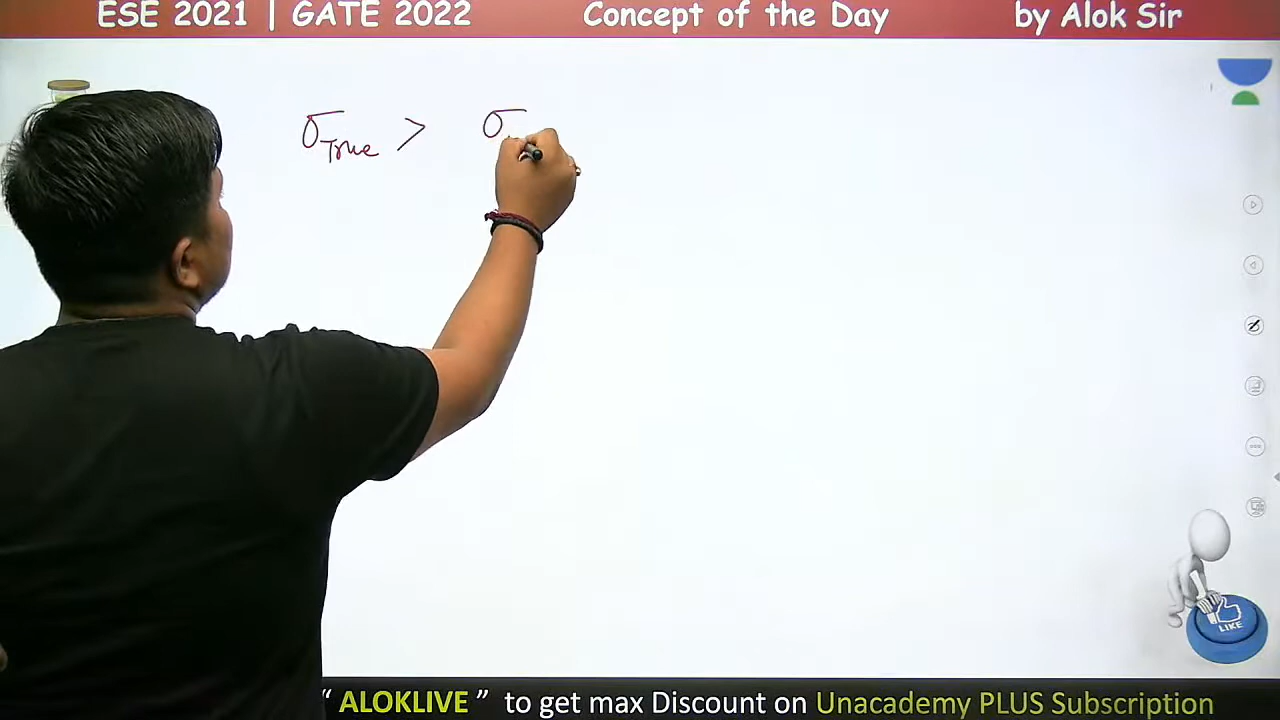 ESE 2021 | GATE 2022 Concept of the Day by Alok Sir
σTrue > σ
LIKE
“ ALOKLIVE ” to get max Discount on Unacademy PLUS Subscription